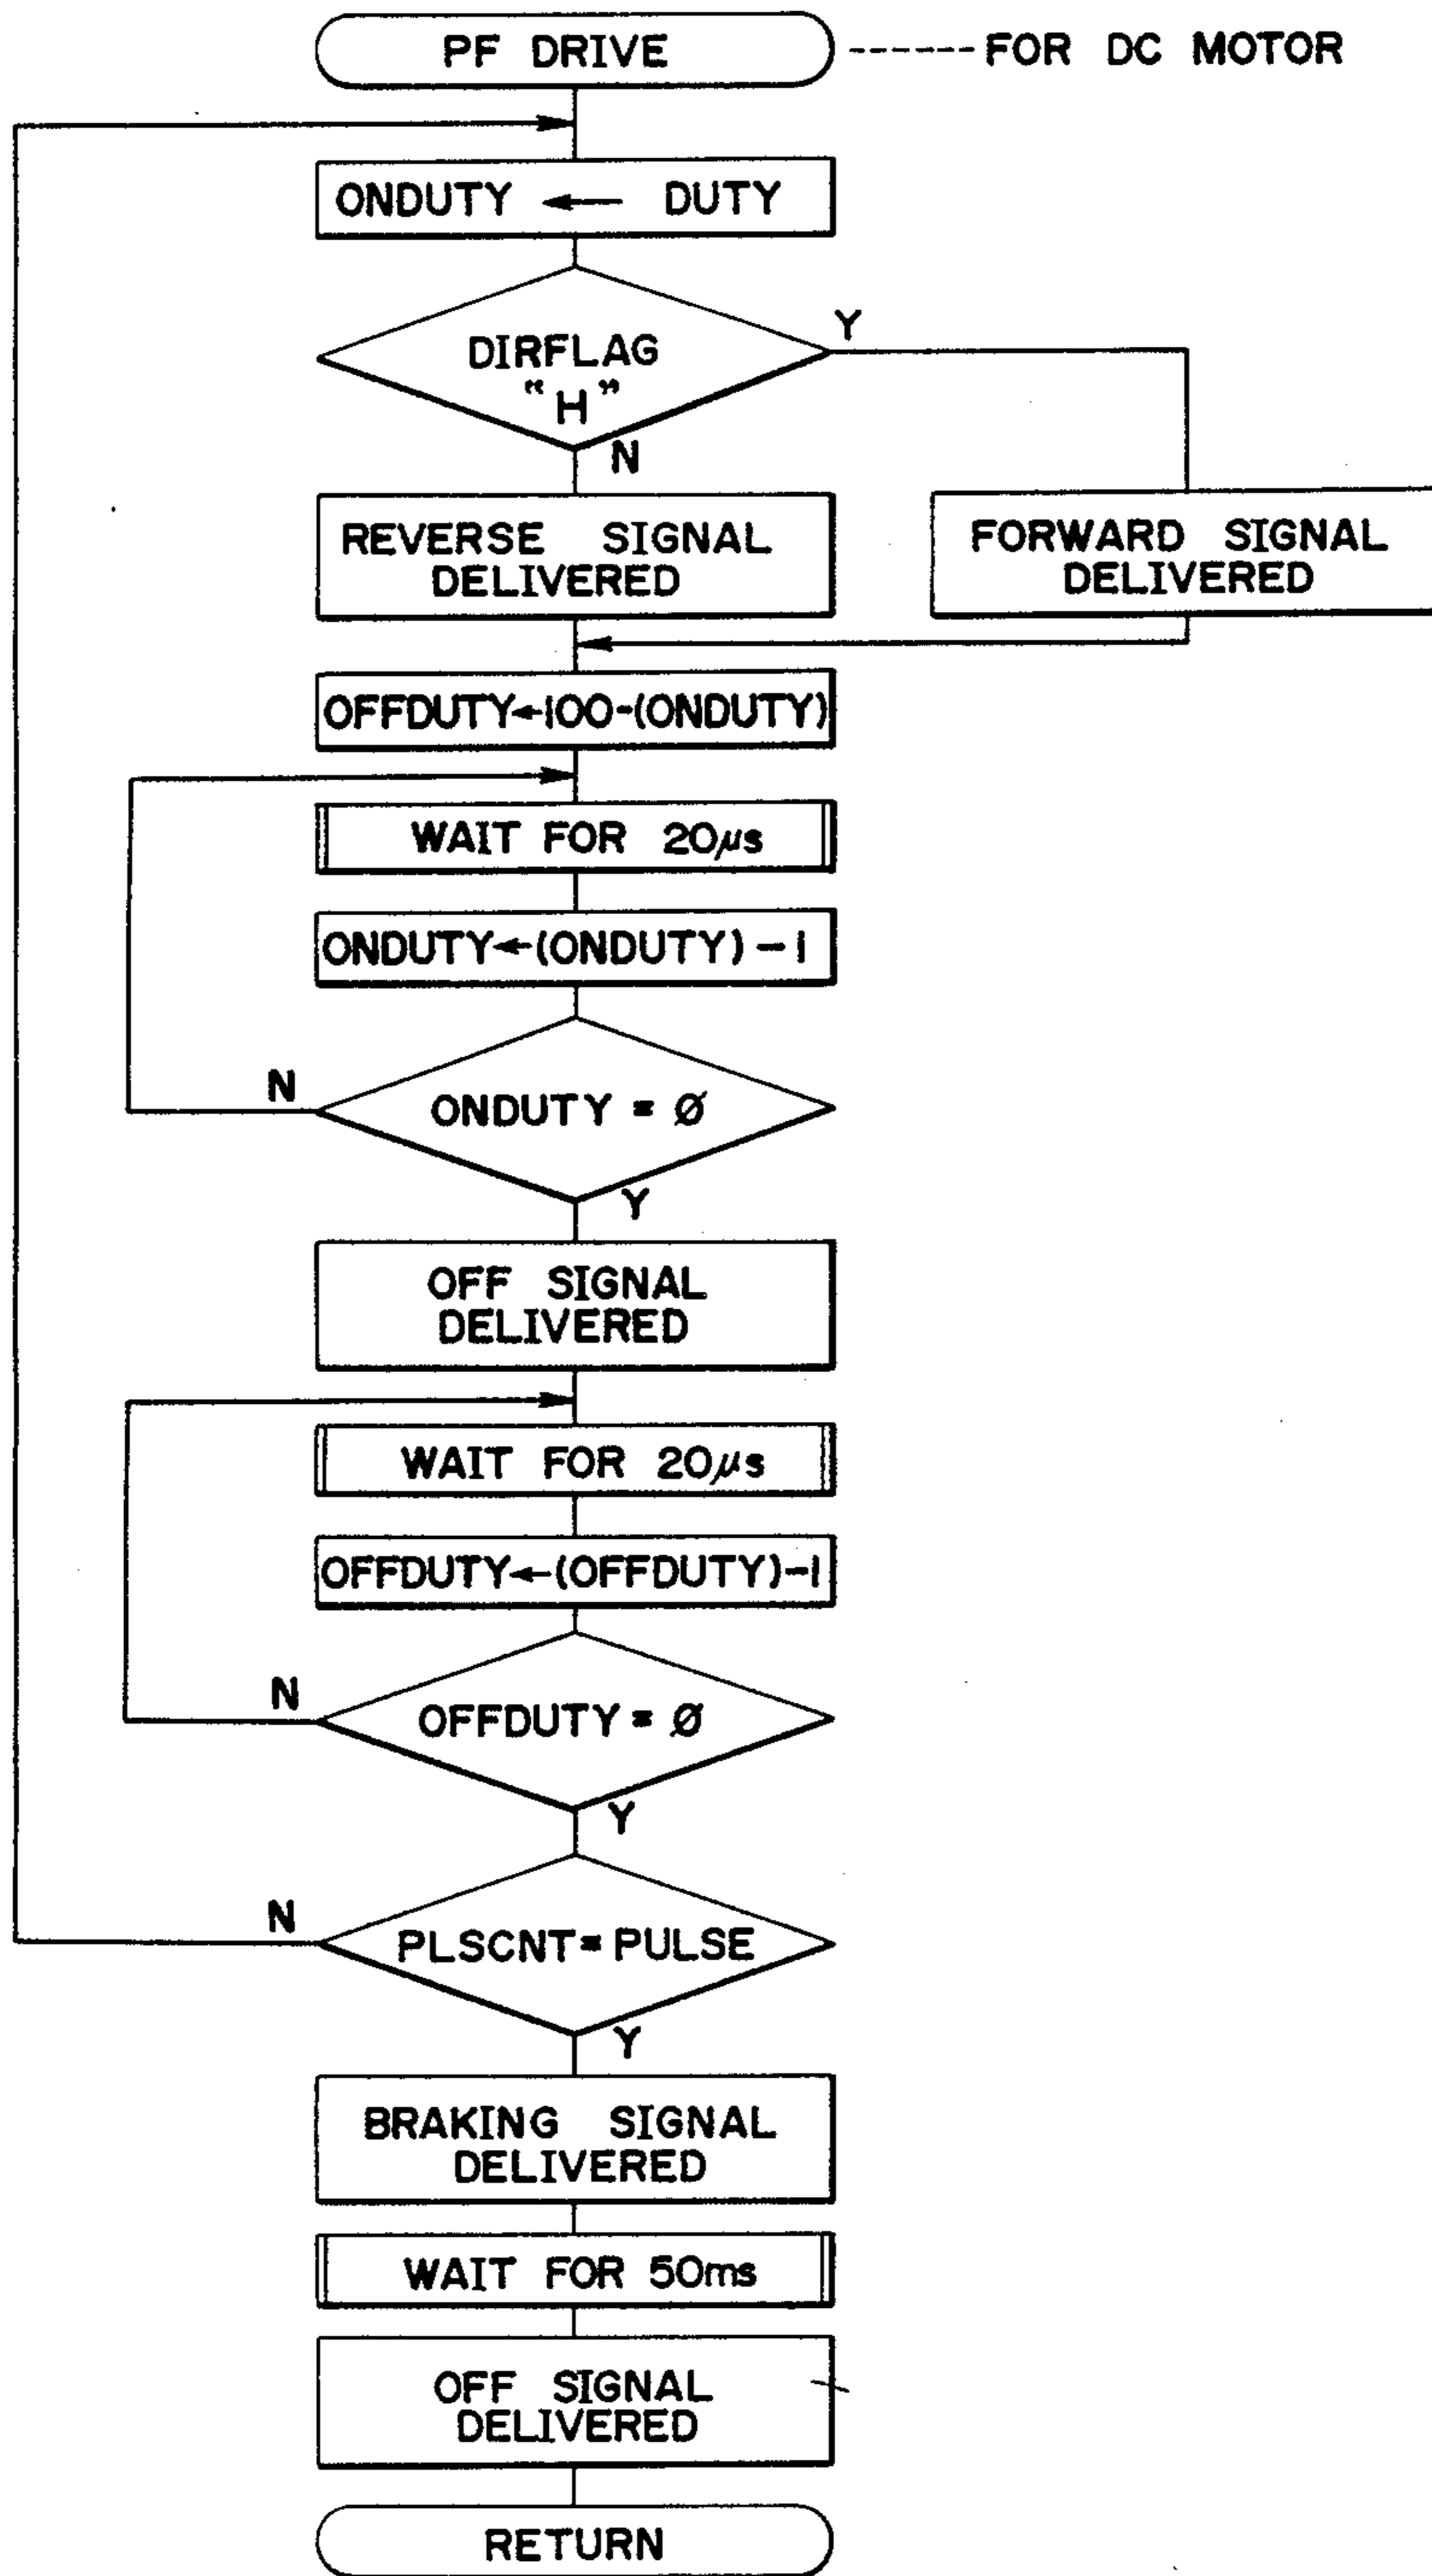 PF DRIVE ------ FOR DC MOTOR
ONDUTY ← DUTY
DIRFLAG
"H"
Y
N
REVERSE SIGNAL
DELIVERED
FORWARD SIGNAL
DELIVERED
OFFDUTY←100-(ONDUTY)
WAIT FOR 20μs
ONDUTY←(ONDUTY)-1
N
ONDUTY = Ø
Y
OFF SIGNAL
DELIVERED
WAIT FOR 20μs
OFFDUTY←(OFFDUTY)-1
N
OFFDUTY = Ø
Y
N
PLSCNT = PULSE
Y
BRAKING SIGNAL
DELIVERED
WAIT FOR 50ms
OFF SIGNAL
DELIVERED
RETURN